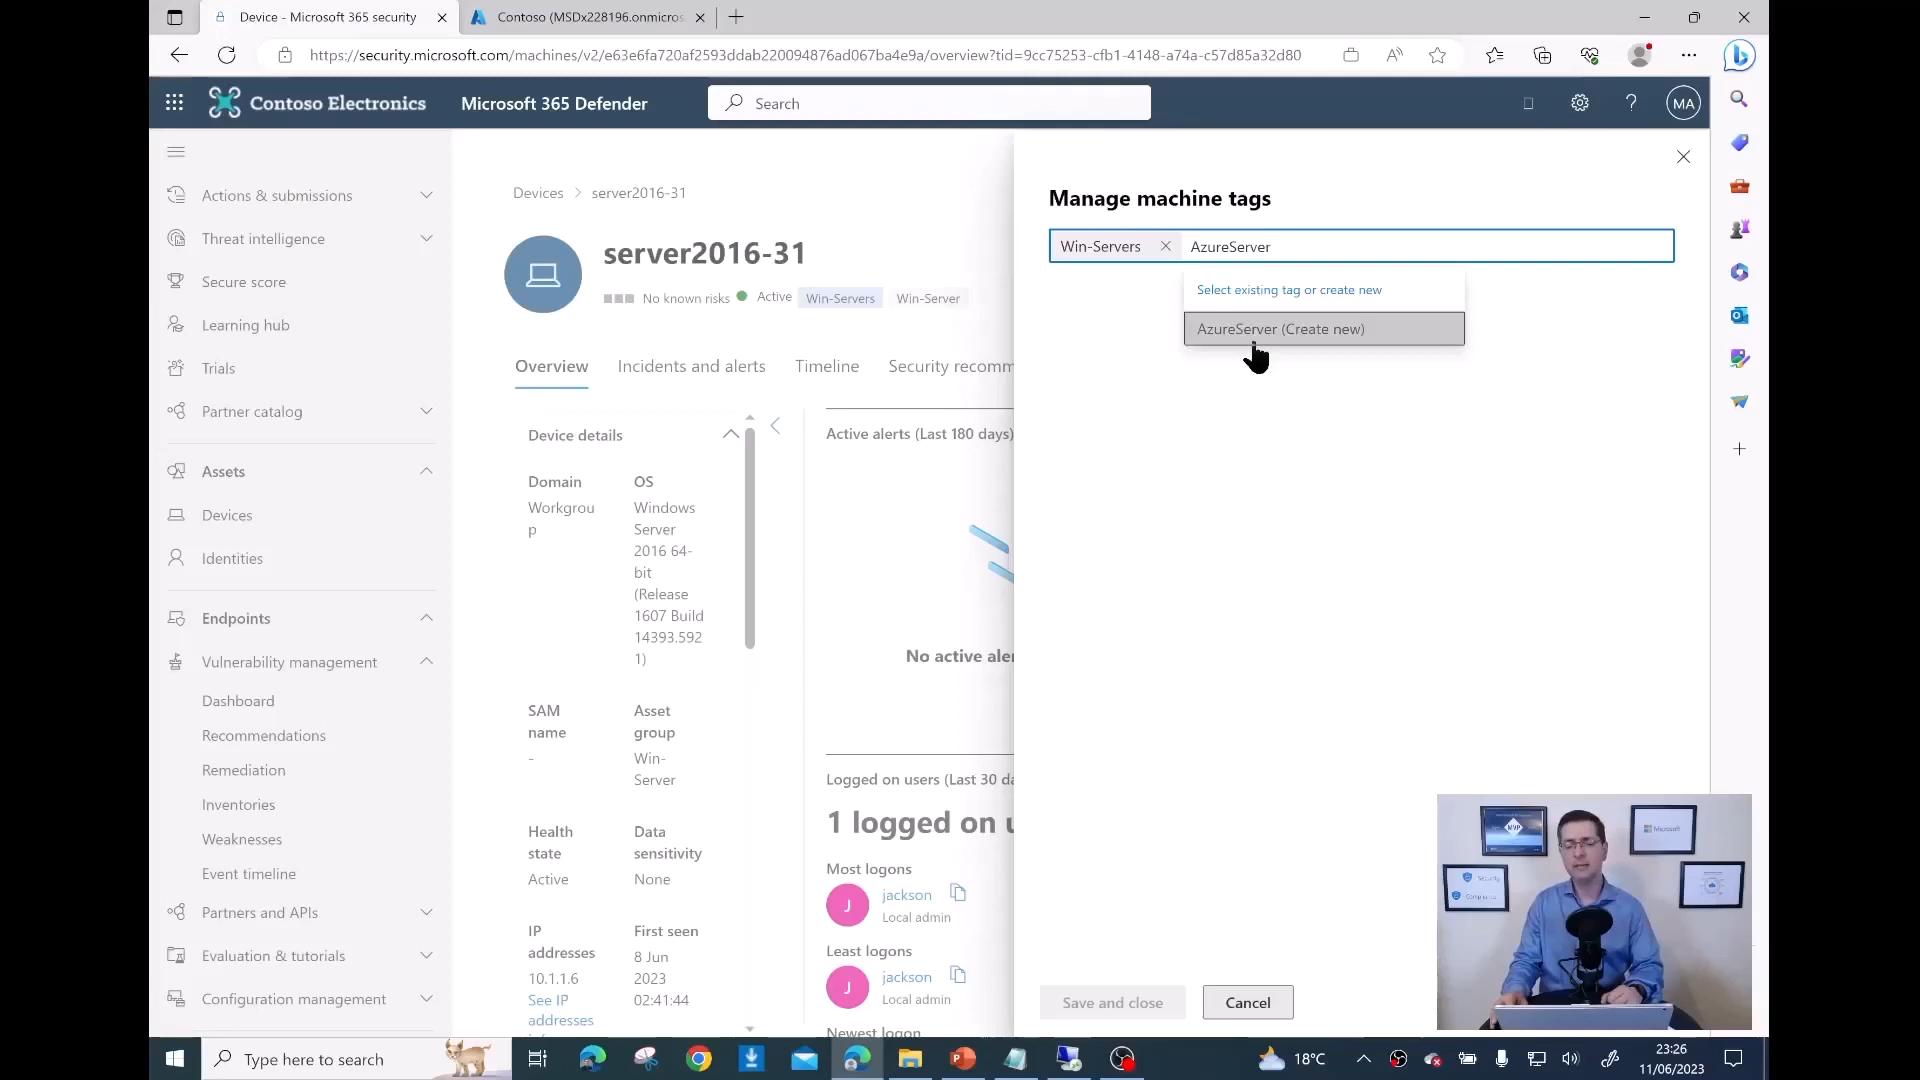 Device - Microsoft 365 security
Contoso (MSDx228196.onmicros
https://security.microsoft.com/machines/v2/e63e6fa720af2593ddab220094876ad067ba4e9a/overview?tid=9cc75253-cfb1-4148-a74a-c57d85a32d80
Contoso Electronics
Microsoft 365 Defender
Search
MA
Actions & submissions
Threat intelligence
Secure score
Learning hub
Trials
Partner catalog
Assets
Devices
Identities
Endpoints
Vulnerability management
Dashboard
Recommendations
Remediation
Inventories
Weaknesses
Event timeline
Partners and APIs
Evaluation & tutorials
Configuration management
Devices > server2016-31
server2016-31
No known risks Active Win-Servers Win-Server
Overview Incidents and alerts Timeline Security recomm
Device details
Domain
Workgrou
p
OS
Windows
Server
2016 64-
bit
(Release
1607 Build
14393.592
1)
SAM
name
-
Asset
group
Win-
Server
Health
state
Active
Data
sensitivity
None
IP
addresses
10.1.1.6
See IP
addresses
First seen
8 Jun
2023
02:41:44
Active alerts (Last 180 days)
No active aler
Logged on users (Last 30 da
1 logged on u
Most logons
J
jackson
Local admin
Least logons
J
jackson
Local admin
Newest logon
Manage machine tags
Win-Servers AzureServer
Select existing tag or create new
AzureServer (Create new)
Save and close
Cancel
MVP
Microsoft
Security
Compliance
Type here to search
18°C
23:26
11/06/2023